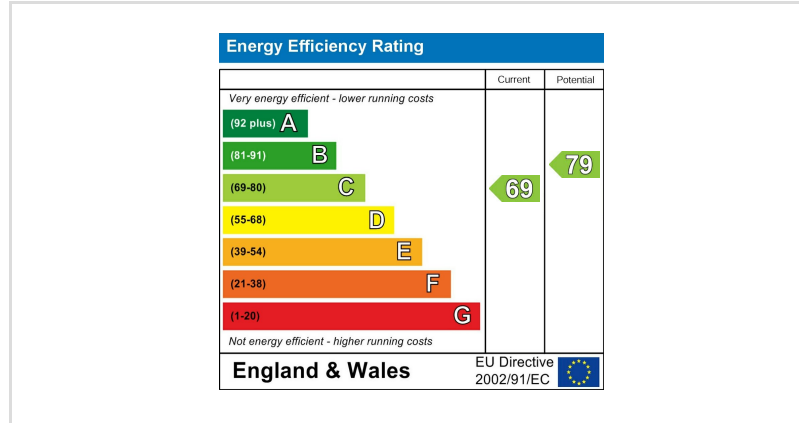 Energy Efficiency Rating
Current Potential
Very energy efficient - lower running costs
(92 plus) A
(81-91) B
79
(69-80) C
69
(55-68) D
(39-54) E
(21-38) F
(1-20) G
Not energy efficient - higher running costs
England & Wales
EU Directive
2002/91/EC